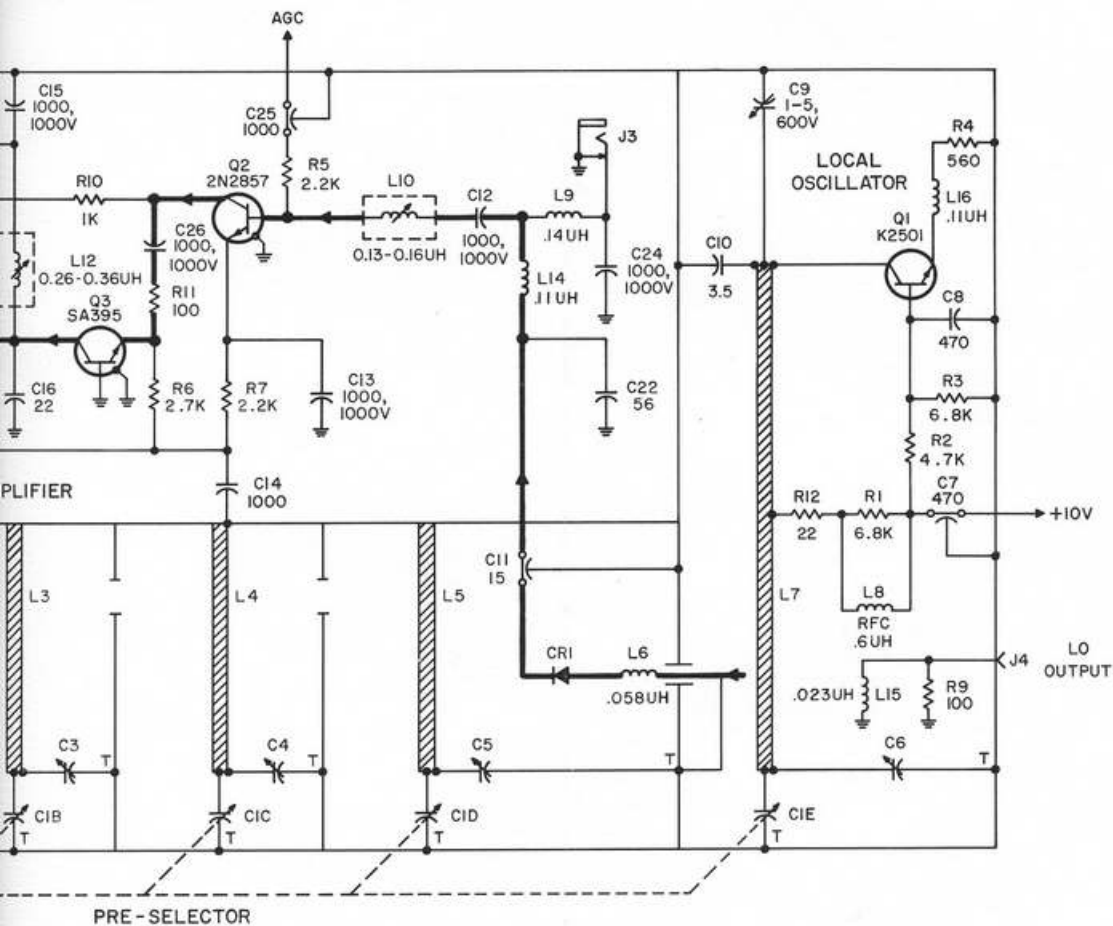 AGC
C15
1000,
1000V
C25
1000
C9
1-5,
600V
J3
R4
560
LOCAL
OSCILLATOR
Q2
2N2857
R5
2.2K
L10
0.13-0.16UH
C12
1000,
1000V
L9
.14UH
L16
.11UH
Q1
K2501
R10
1K
C26
1000,
1000V
L12
0.26-0.36UH
R11
100
Q3
SA395
L14
.11UH
C24
1000,
1000V
C10
3.5
C8
470
C16
22
R6
2.7K
R7
2.2K
C13
1000,
1000V
C22
56
R3
6.8K
R2
4.7K
PLIFIER
C14
1000
R12
22
R1
6.8K
C7
470
+10V
C11
15
L3
L4
L5
L7
L8
RFC
.6UH
CR1
L6
.058UH
.023UH
L15
R9
100
J4
LO
OUTPUT
C3
T
C4
T
C5
T
C6
T
C1B
T
C1C
T
C1D
T
C1E
T
PRE-SELECTOR